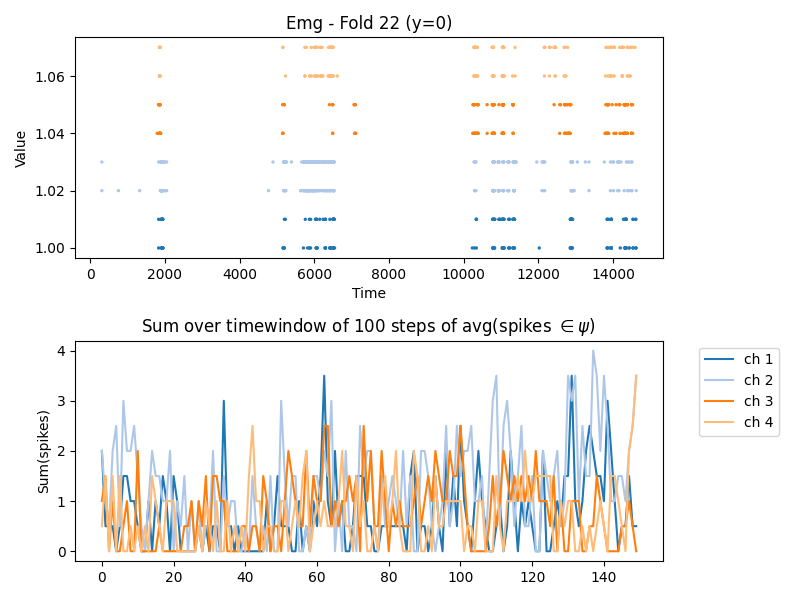 Emg - Fold 22 (y=0)
Value
1.06
1.04
1.02
1.00
0 2000 4000 6000 8000 10000 12000 14000
Time
Sum over timewindow of 100 steps of avg(spikes ∈ ψ)
Sum(spikes)
4
3
2
1
0
0 20 40 60 80 100 120 140
ch 1
ch 2
ch 3
ch 4